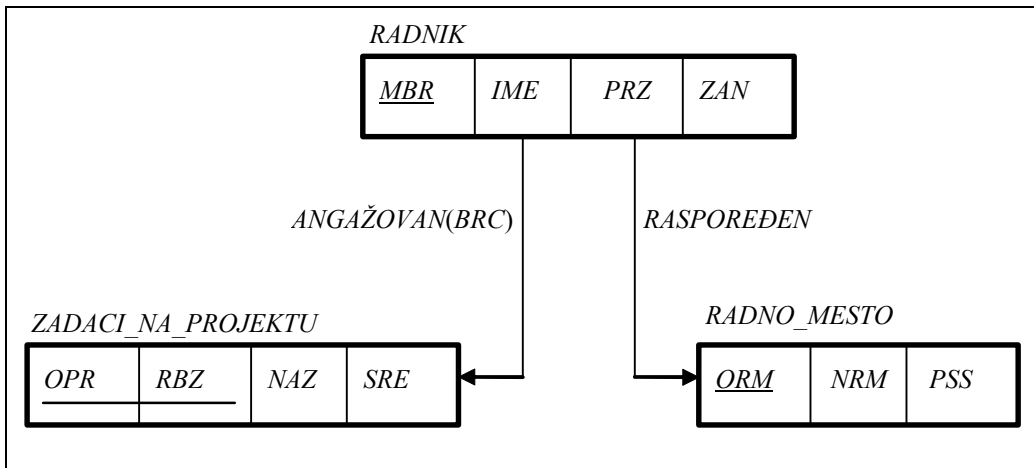 RADNIK
MBR IME PRZ ZAN
ANGAŽOVAN(BRC) RASPOREĐEN
ZADACI_NA_PROJEKTU RADNO_MESTO
OPR RBZ NAZ SRE ORM NRM PSS